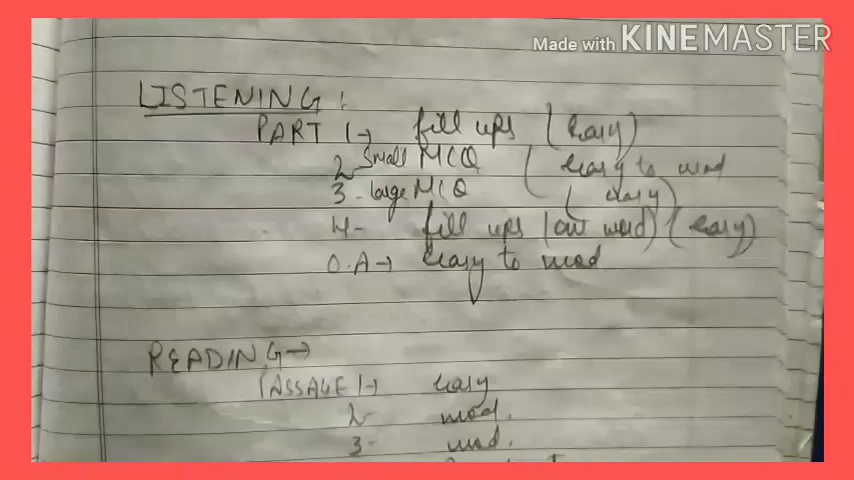 Made with KINEMASTER
LISTENING :
PART 1→ fill ups (Easy)
2- Small MCQ (Easy to mod
3- large MCQ (easy)
4- fill ups (one word) (easy)
O.A→ Easy to mod
READING→
PASSAGE 1→ easy
2- mod.
3- mod.